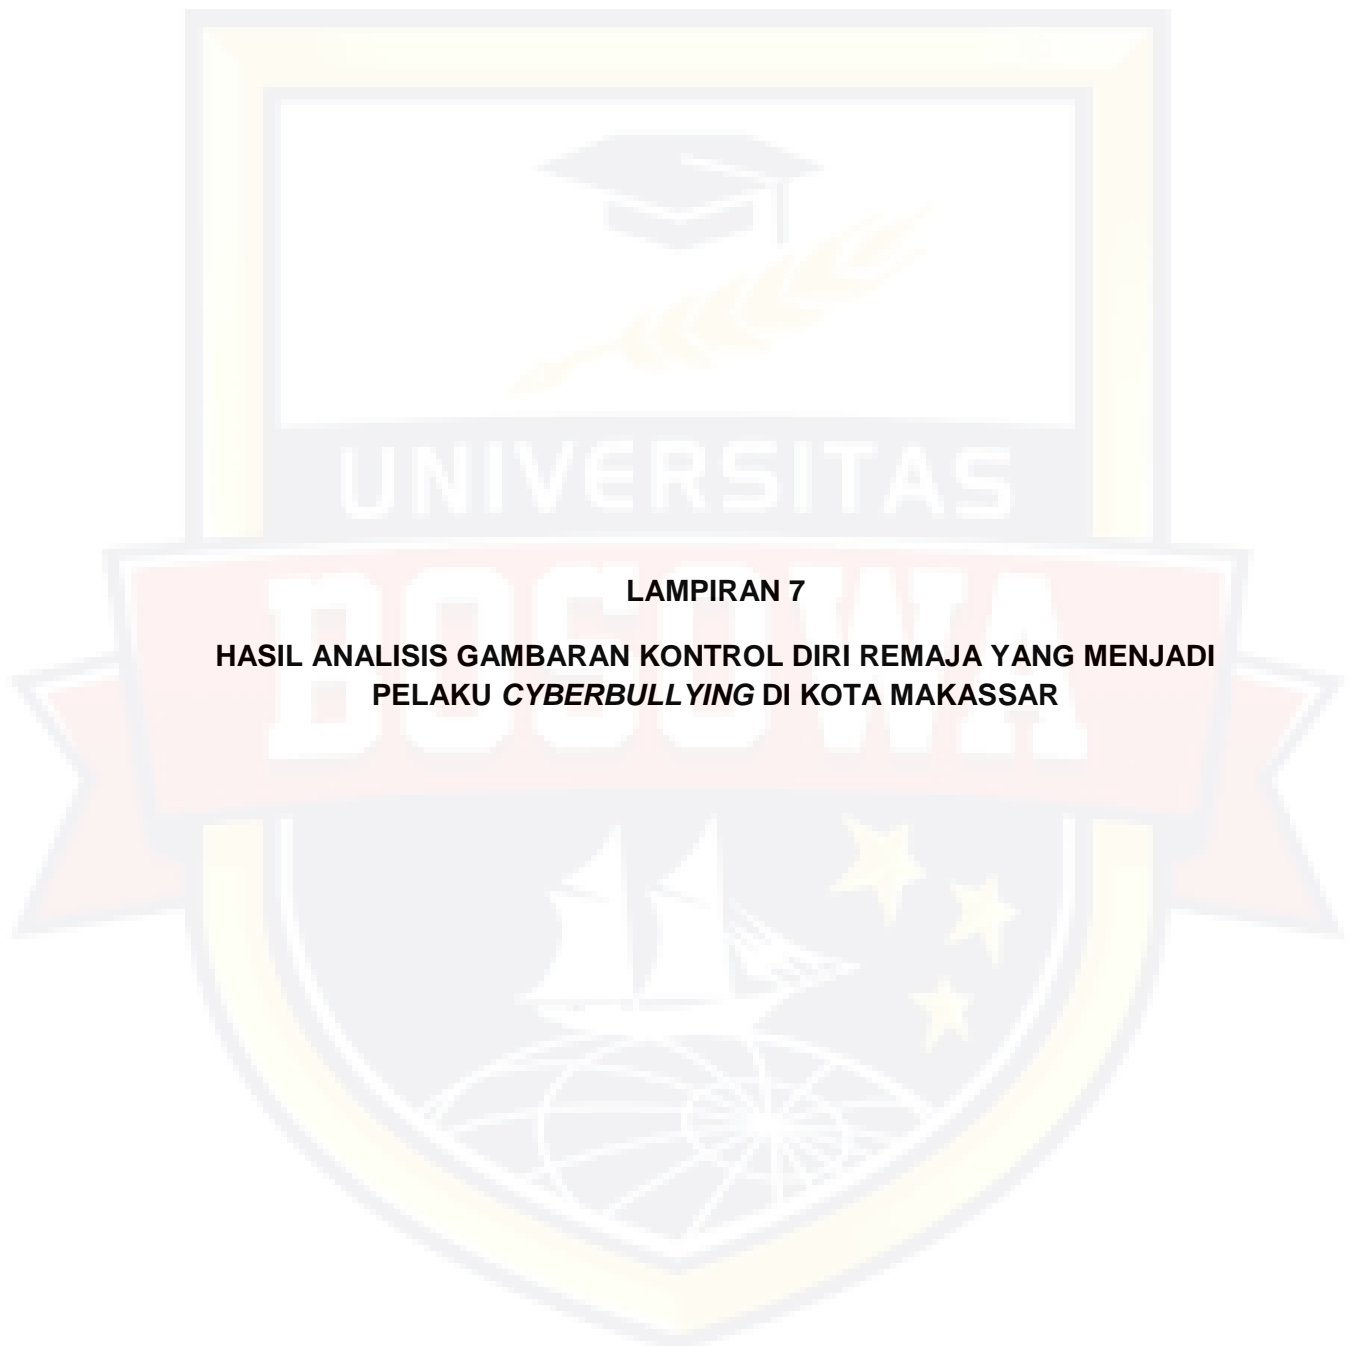 UNIVERSITAS
BOSOWA
LAMPIRAN 7
HASIL ANALISIS GAMBARAN KONTROL DIRI REMAJA YANG MENJADI
PELAKU CYBERBULLYING DI KOTA MAKASSAR